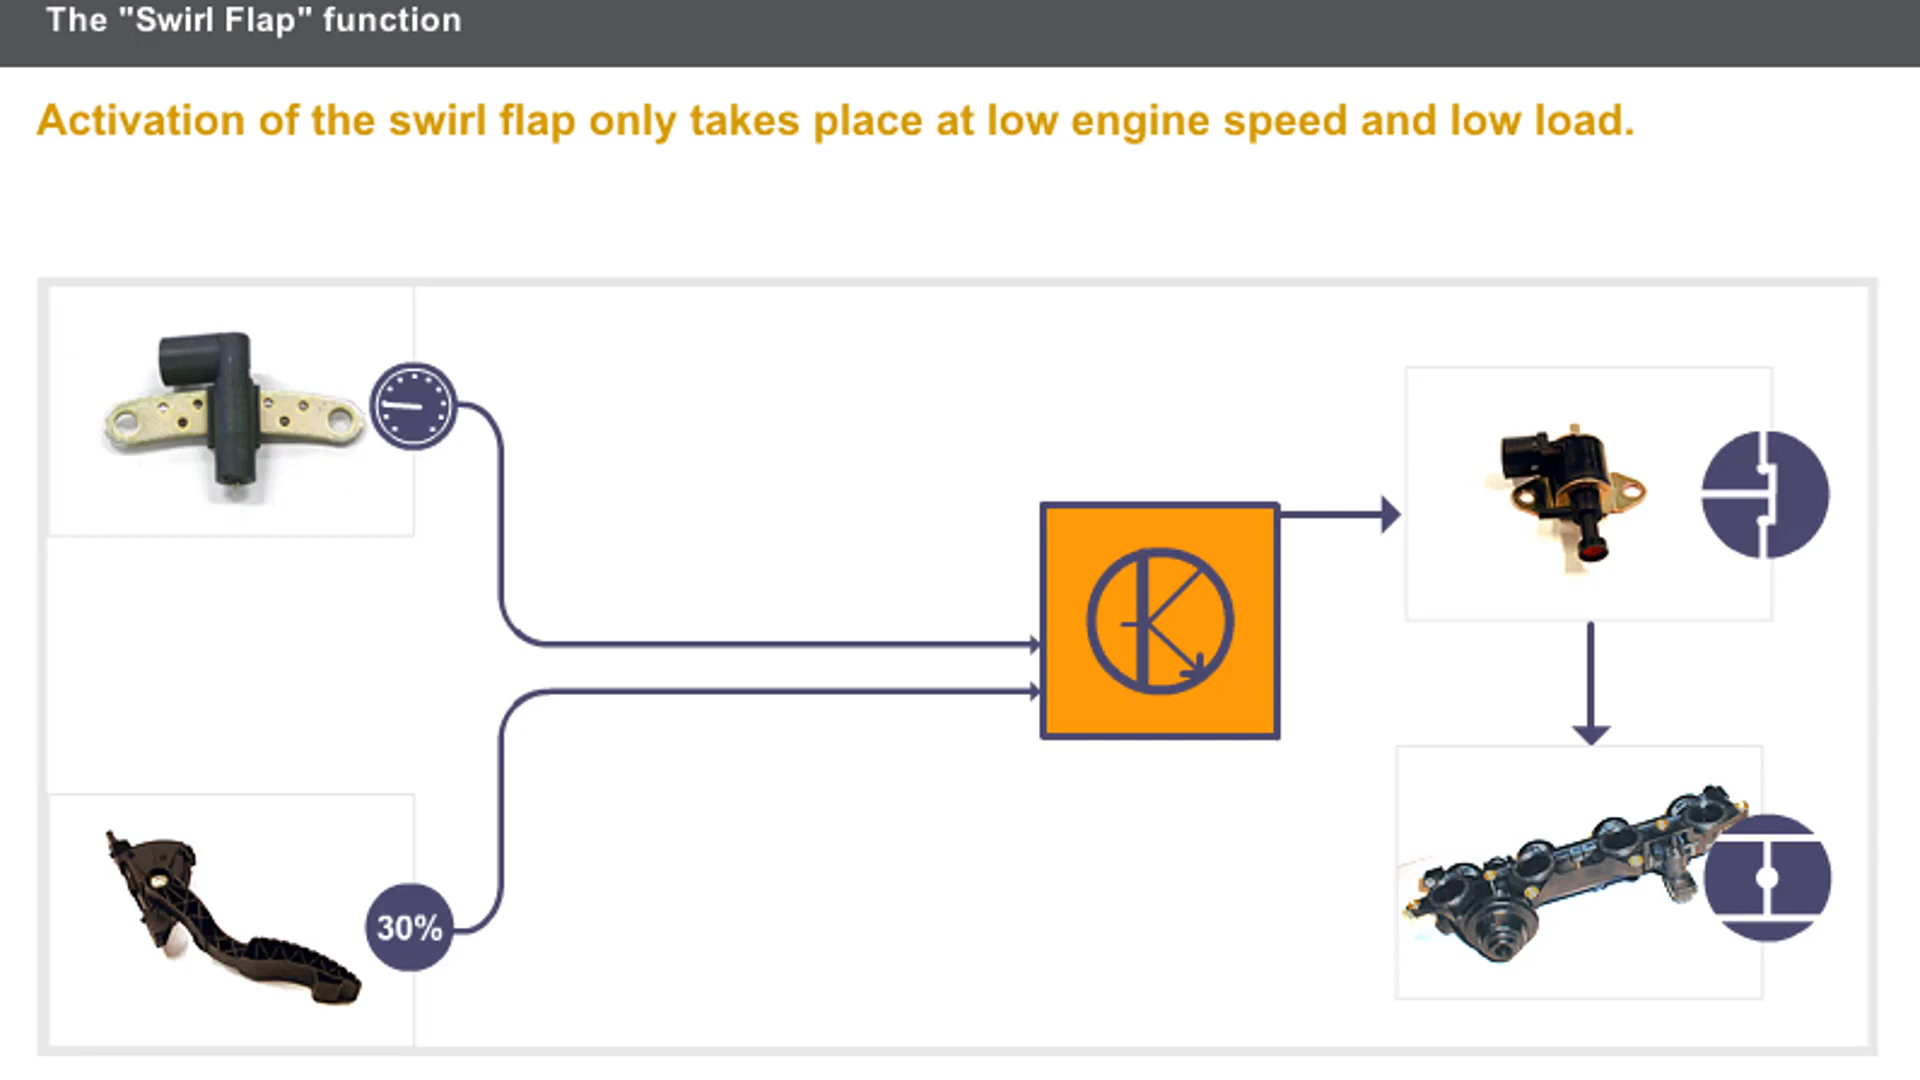 The "Swirl Flap" function
Activation of the swirl flap only takes place at low engine speed and low load.
30%